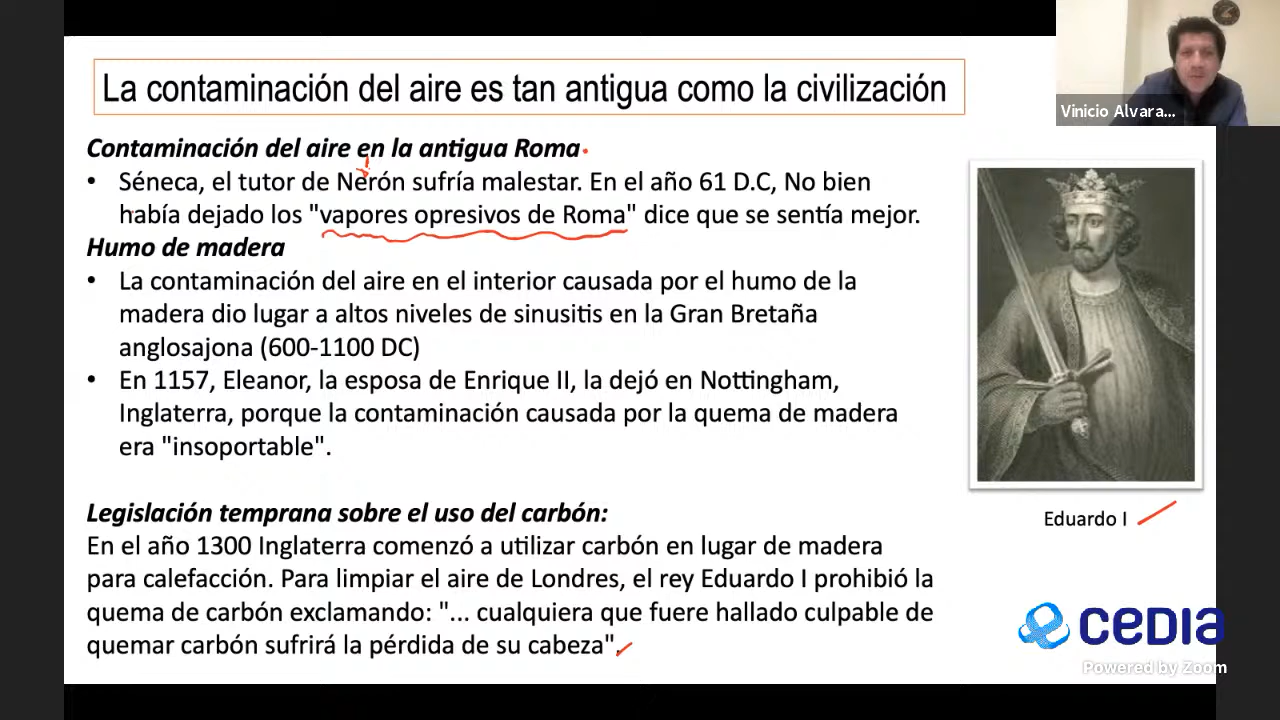 La contaminación del aire es tan antigua como la civilización
Vinicio Alvara...
Contaminación del aire en la antigua Roma
• Séneca, el tutor de Nerón sufría malestar. En el año 61 D.C, No bien
había dejado los "vapores opresivos de Roma" dice que se sentía mejor.
Humo de madera
• La contaminación del aire en el interior causada por el humo de la
madera dio lugar a altos niveles de sinusitis en la Gran Bretaña
anglosajona (600-1100 DC)
• En 1157, Eleanor, la esposa de Enrique II, la dejó en Nottingham,
Inglaterra, porque la contaminación causada por la quema de madera
era "insoportable".
Eduardo I
Legislación temprana sobre el uso del carbón:
En el año 1300 Inglaterra comenzó a utilizar carbón en lugar de madera
para calefacción. Para limpiar el aire de Londres, el rey Eduardo I prohibió la
quema de carbón exclamando: "... cualquiera que fuere hallado culpable de
quemar carbón sufrirá la pérdida de su cabeza".
cedia
Powered by Zoom